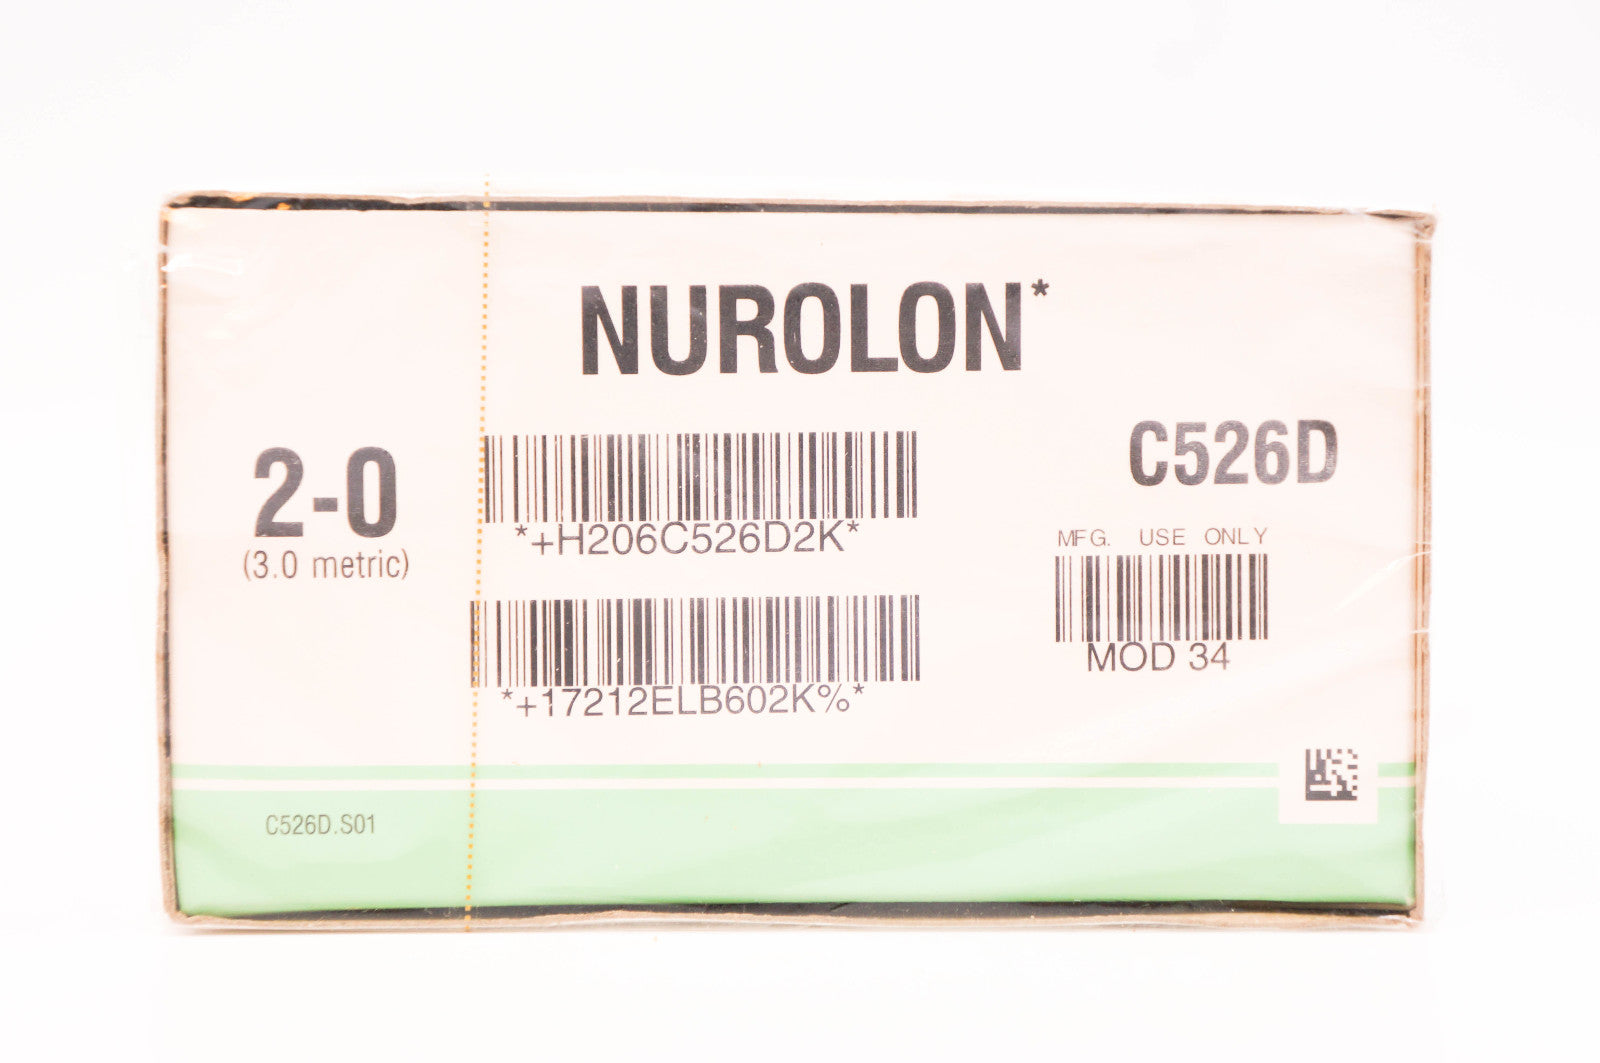 NUROLON*
2-0
(3.0 metric)
*+H206C526D2K*
*+17212ELB602K%*
C526D
MFG. USE ONLY
MOD 34
C526D.S01